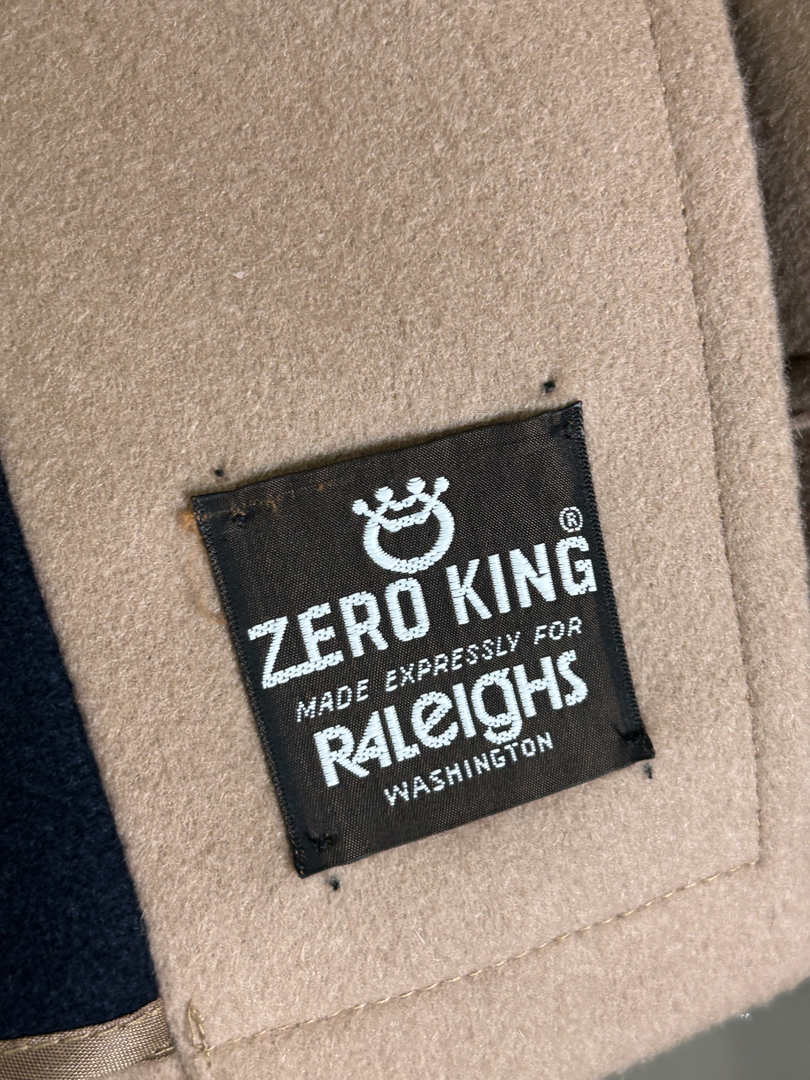 ®
ZERO KING
MADE EXPRESSLY FOR
RALeIgHS
WASHINGTON